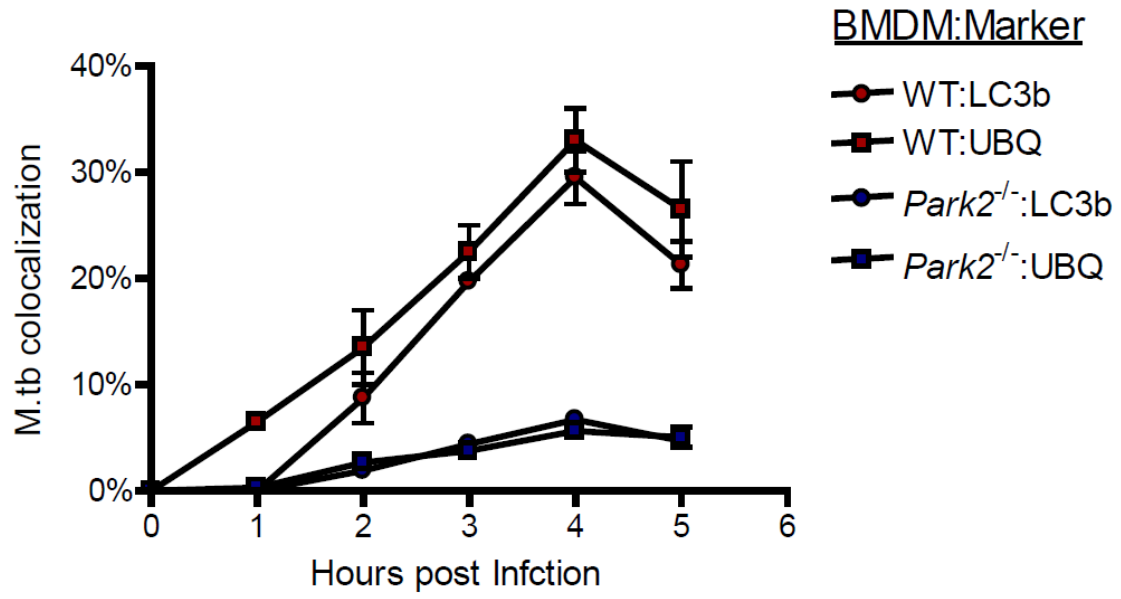 BMDM:Marker
WT:LC3b
WT:UBQ
Park2-/-:LC3b
Park2-/-:UBQ
M.tb colocalization
40%
30%
20%
10%
0%
0 1 2 3 4 5 6
Hours post Infction